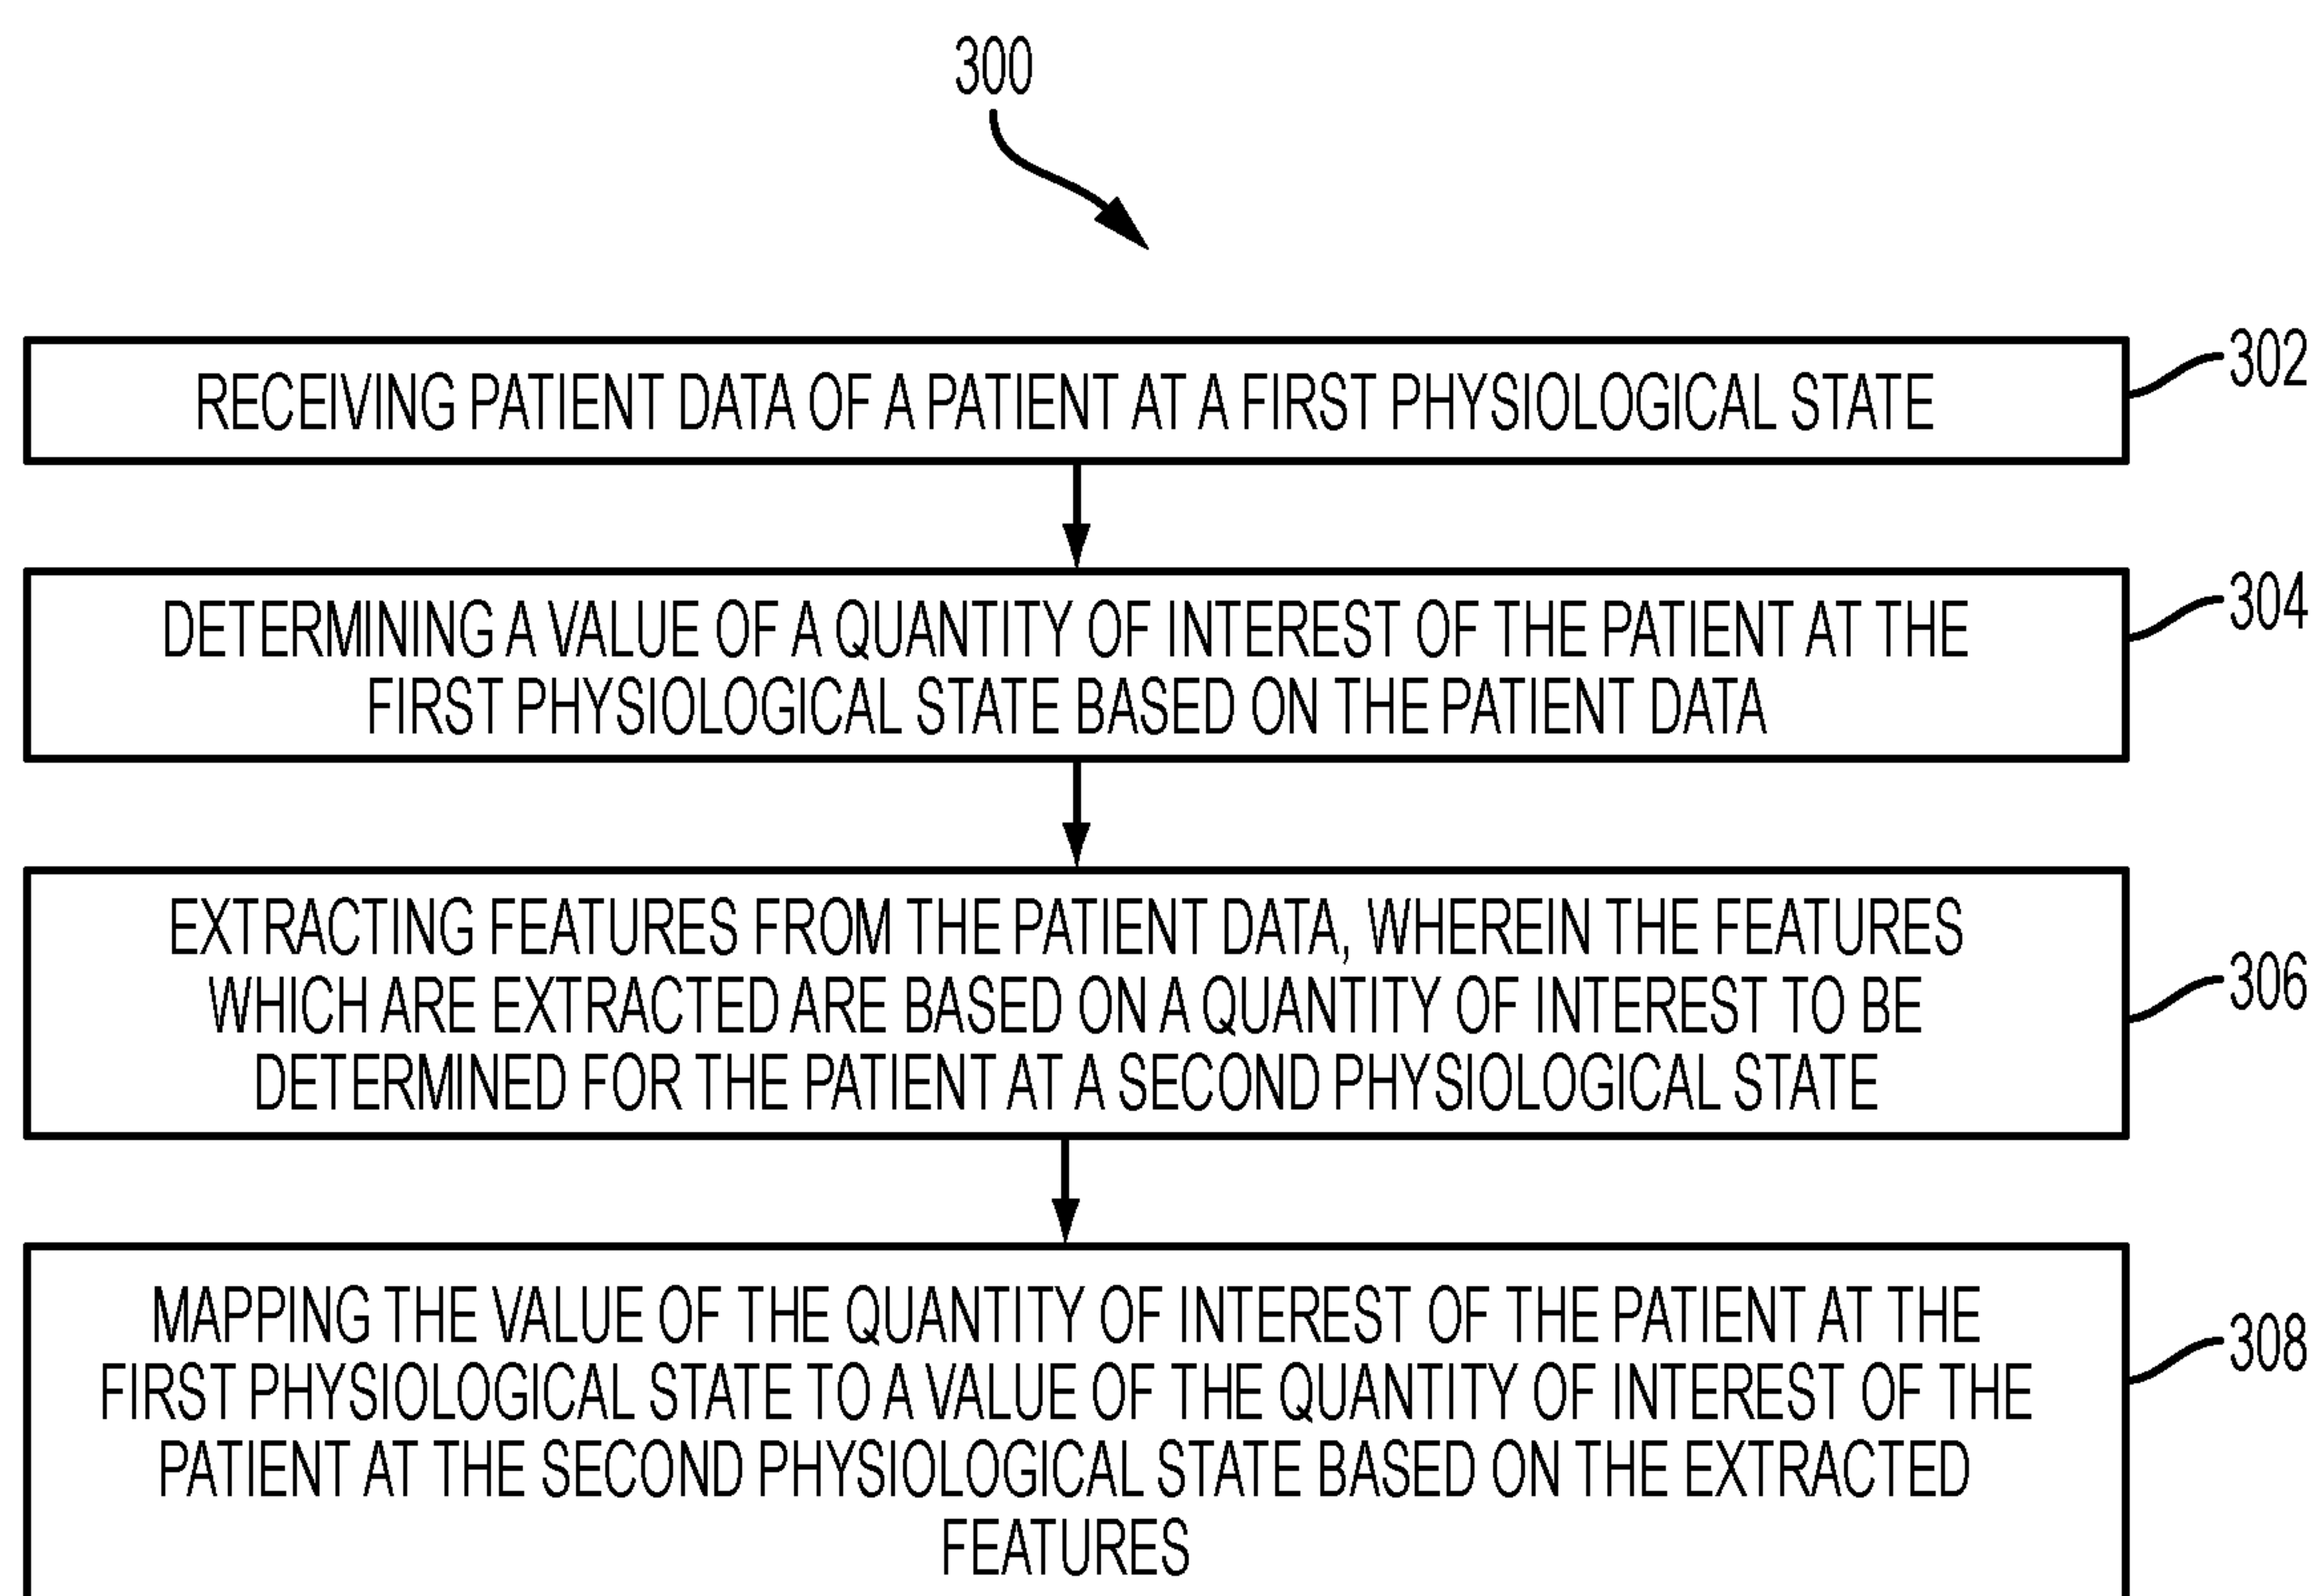 300
RECEIVING PATIENT DATA OF A PATIENT AT A FIRST PHYSIOLOGICAL STATE
302
DETERMINING A VALUE OF A QUANTITY OF INTEREST OF THE PATIENT AT THE
FIRST PHYSIOLOGICAL STATE BASED ON THE PATIENT DATA
304
EXTRACTING FEATURES FROM THE PATIENT DATA, WHEREIN THE FEATURES
WHICH ARE EXTRACTED ARE BASED ON A QUANTITY OF INTEREST TO BE
DETERMINED FOR THE PATIENT AT A SECOND PHYSIOLOGICAL STATE
306
MAPPING THE VALUE OF THE QUANTITY OF INTEREST OF THE PATIENT AT THE
FIRST PHYSIOLOGICAL STATE TO A VALUE OF THE QUANTITY OF INTEREST OF THE
PATIENT AT THE SECOND PHYSIOLOGICAL STATE BASED ON THE EXTRACTED
FEATURES
308